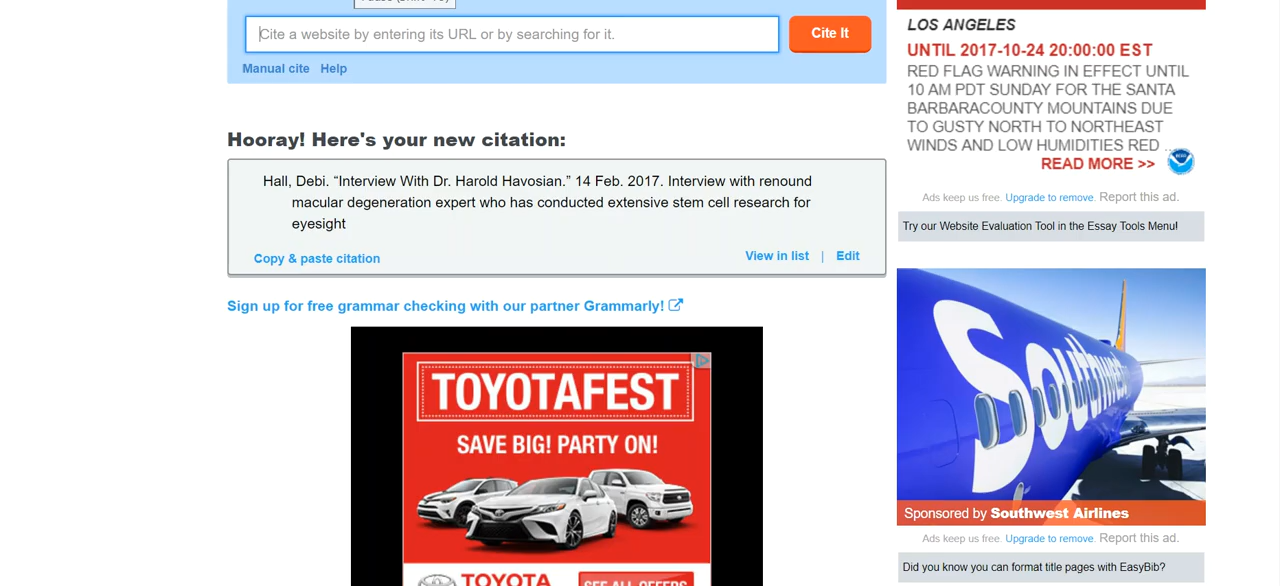 Cite a website by entering its URL or by searching for it.
Cite It
Manual cite Help
Hooray! Here's your new citation:
Hall, Debi. “Interview With Dr. Harold Havosian.” 14 Feb. 2017. Interview with renound
macular degeneration expert who has conducted extensive stem cell research for
eyesight
Copy & paste citation
View in list | Edit
Sign up for free grammar checking with our partner Grammarly!
TOYOTAFEST
SAVE BIG! PARTY ON!
TOYOTA
SEE ALL OFFERS
LOS ANGELES
UNTIL 2017-10-24 20:00:00 EST
RED FLAG WARNING IN EFFECT UNTIL
10 AM PDT SUNDAY FOR THE SANTA
BARBARACOUNTY MOUNTAINS DUE
TO GUSTY NORTH TO NORTHEAST
WINDS AND LOW HUMIDITIES RED ...
READ MORE >>
Ads keep us free. Upgrade to remove. Report this ad.
Try our Website Evaluation Tool in the Essay Tools Menu!
Southwest
Sponsored by Southwest Airlines
Ads keep us free. Upgrade to remove. Report this ad.
Did you know you can format title pages with EasyBib?